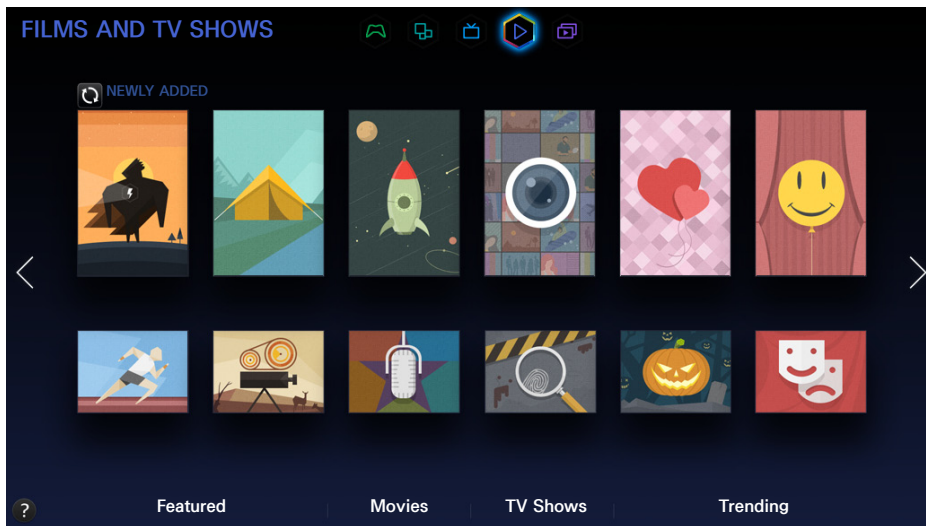 FILMS AND TV SHOWS
NEWLY ADDED
?
Featured
Movies
TV Shows
Trending